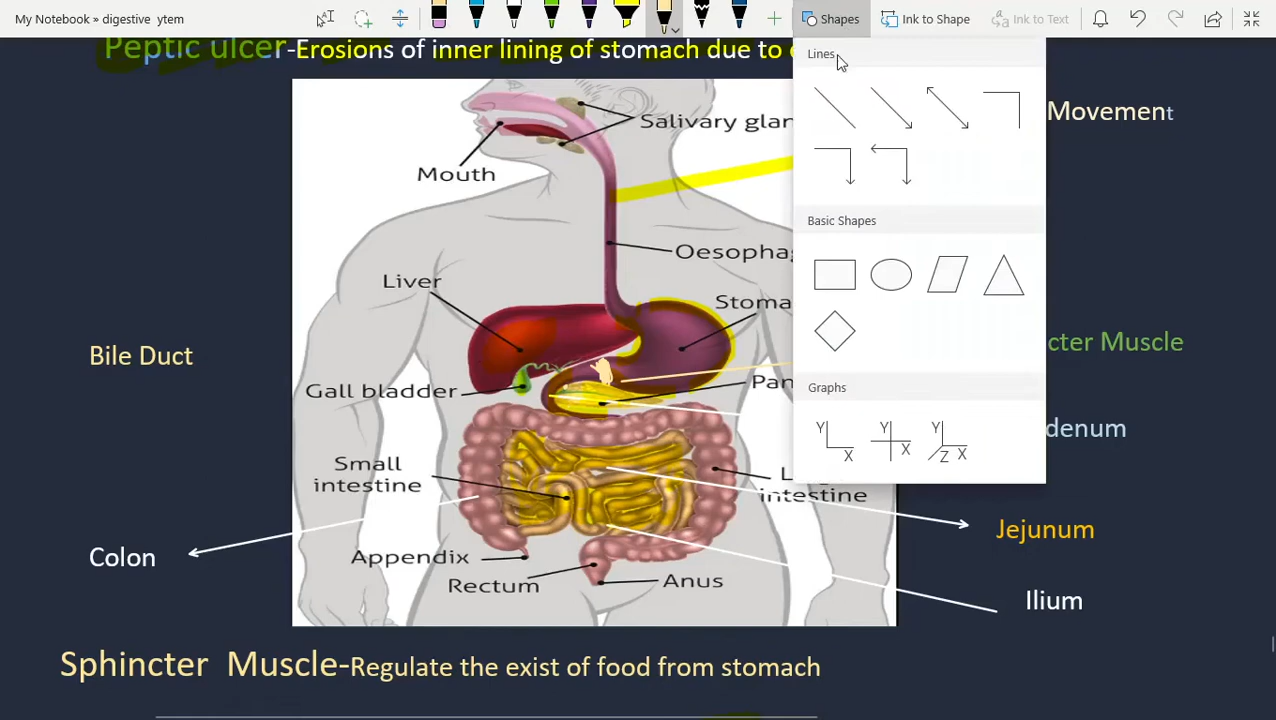 My Notebook » digestive ytem
Shapes
Ink to Shape
Ink to Text
Peptic ulcer-Erosions of inner lining of stomach due to
Lines
Movement
Salivary glan
Mouth
Basic Shapes
Oesophag
Liver
Stoma
Bile Duct
cter Muscle
Gall bladder
Pan
Graphs
Y X
Y X
Y Z X
denum
Small
intestine
L
intestine
Jejunum
Colon
Appendix
Rectum
Anus
Ilium
Sphincter Muscle-Regulate the exist of food from stomach